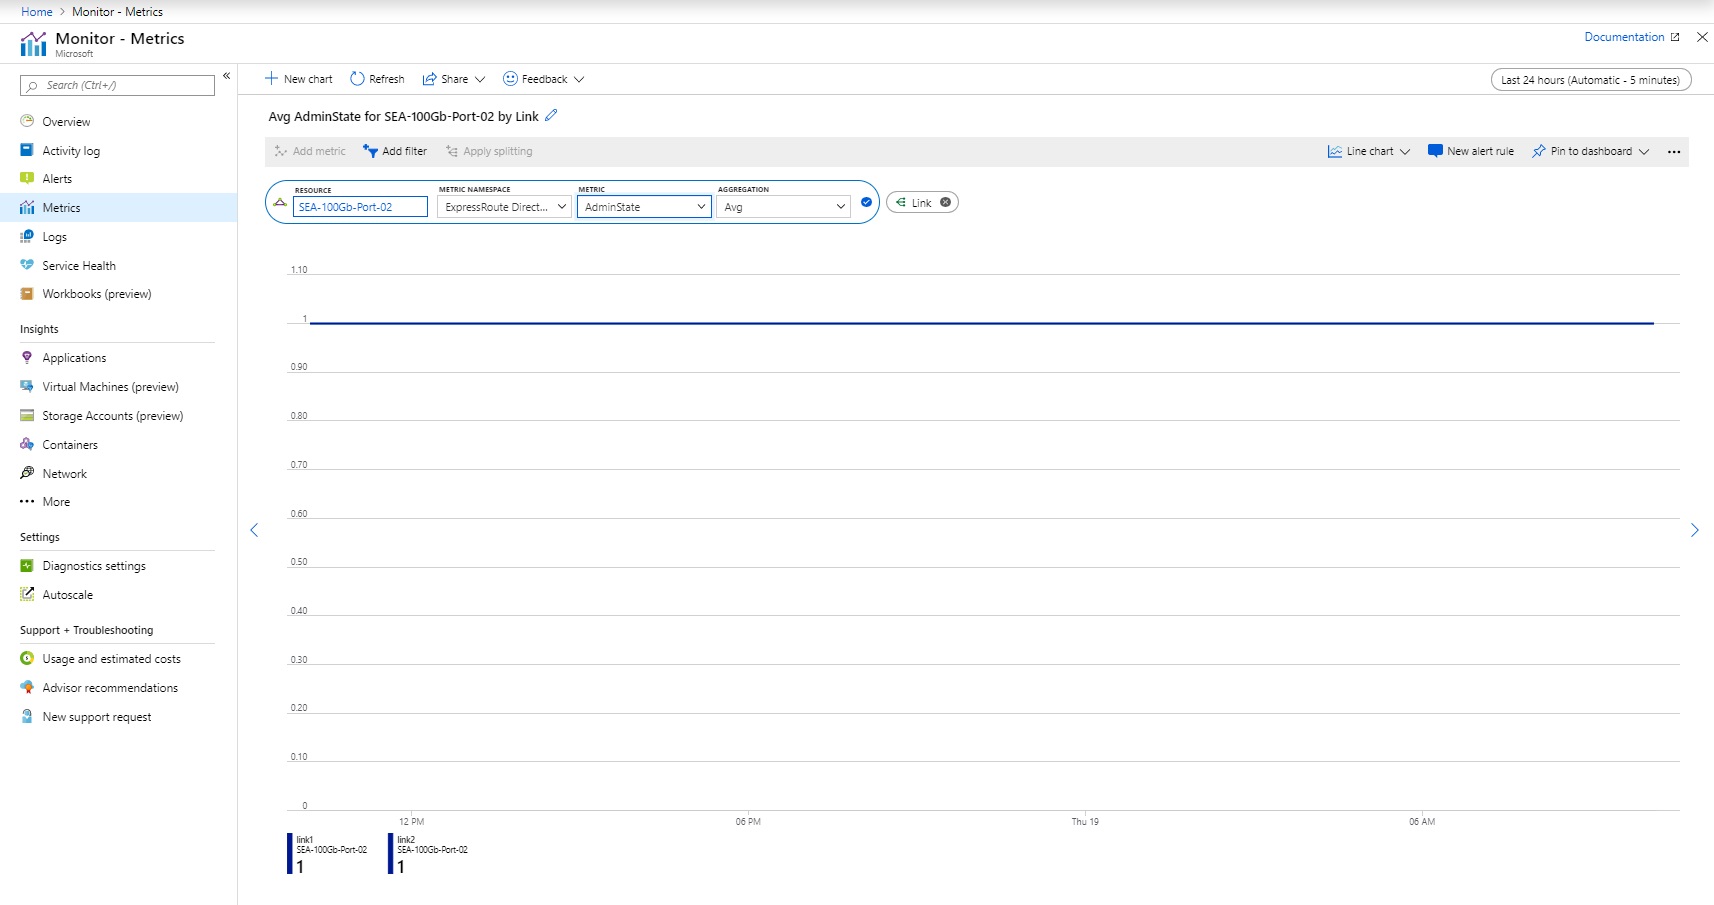 Home > Monitor - Metrics
Monitor - Metrics
Microsoft
Documentation
Search (Ctrl+/)
«
Overview
Activity log
Alerts
Metrics
Logs
Service Health
Workbooks (preview)
Insights
Applications
Virtual Machines (preview)
Storage Accounts (preview)
Containers
Network
More
Settings
Diagnostics settings
Autoscale
Support + Troubleshooting
Usage and estimated costs
Advisor recommendations
New support request
New chart Refresh Share Feedback
Last 24 hours (Automatic - 5 minutes)
Avg AdminState for SEA-100Gb-Port-02 by Link
Add metric Add filter Apply splitting
Line chart New alert rule Pin to dashboard
RESOURCE METRIC NAMESPACE METRIC AGGREGATION
SEA-100Gb-Port-02 ExpressRoute Direct... AdminState Avg
Link
1.10
1
0.90
0.80
0.70
0.60
0.50
0.40
0.30
0.20
0.10
0
12 PM 06 PM Thu 19 06 AM
link1
SEA-100Gb-Port-02
1
link2
SEA-100Gb-Port-02
1